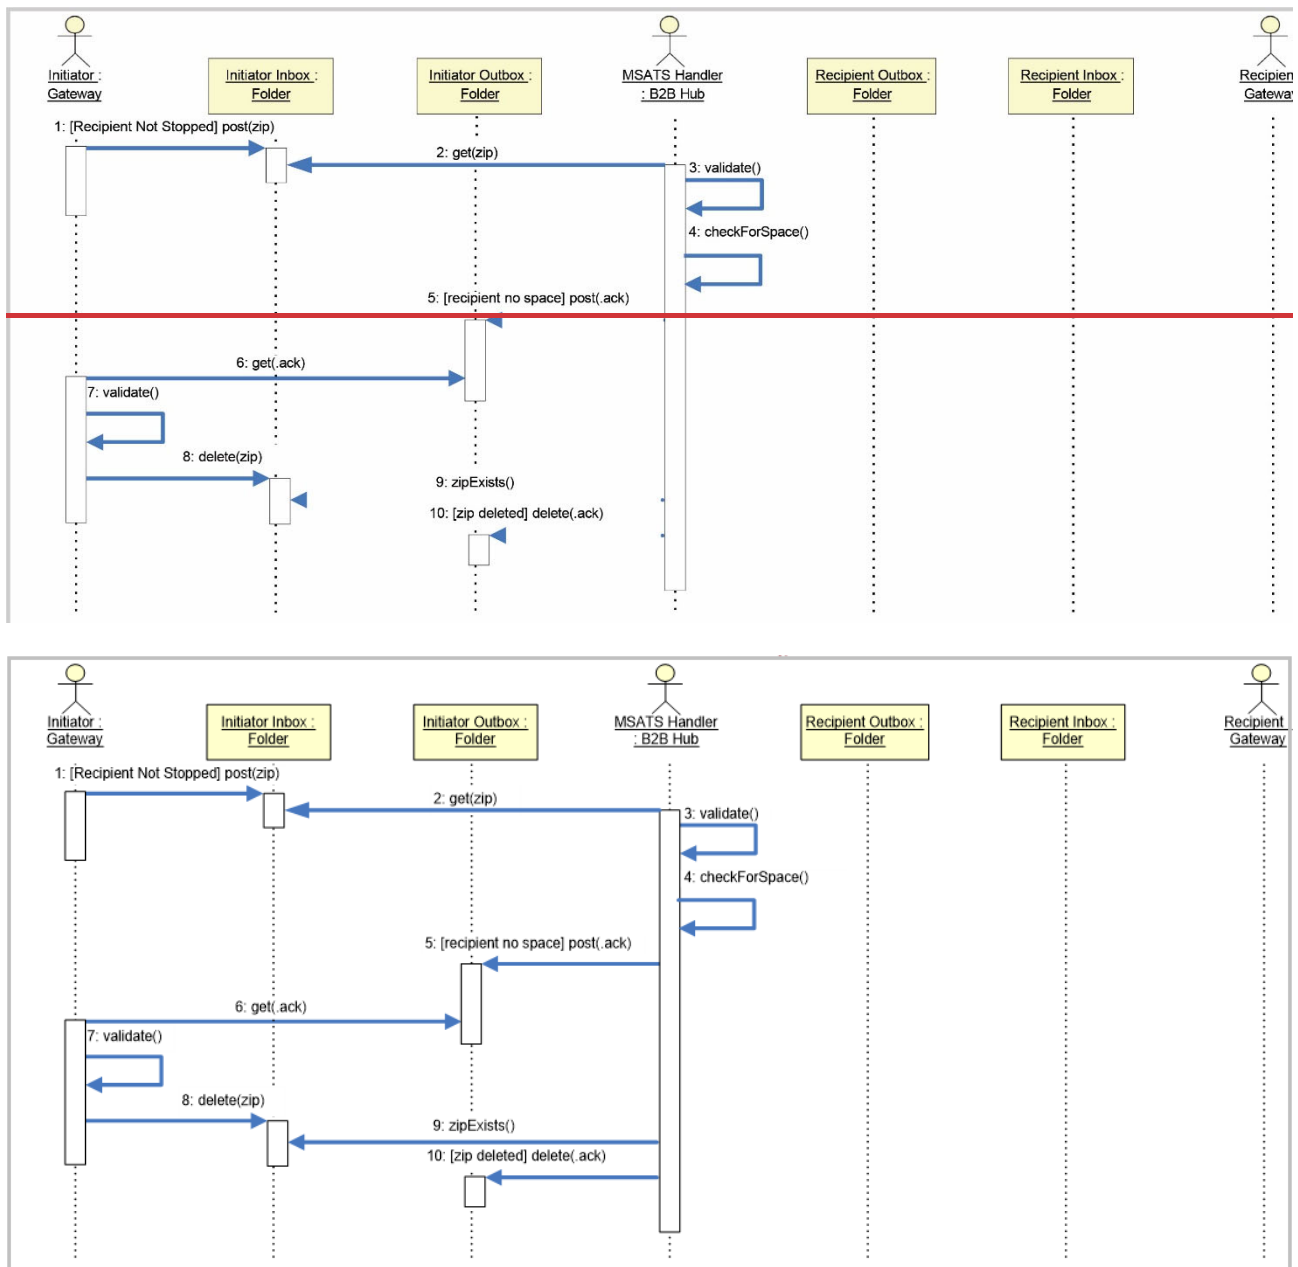 Initiator :
Gateway
Initiator Inbox :
Folder
Initiator Outbox :
Folder
MSATS Handler
: B2B Hub
Recipient Outbox :
Folder
Recipient Inbox :
Folder
Recipien
Gatewa
1: [Recipient Not Stopped] post(zip)
2: get(zip)
3: validate()
4: checkForSpace()
5: [recipient no space] post(.ack)
6: get(.ack)
7: validate()
8: delete(zip)
9: zipExists()
10: [zip deleted] delete(.ack)
Initiator :
Gateway
Initiator Inbox :
Folder
Initiator Outbox :
Folder
MSATS Handler
: B2B Hub
Recipient Outbox :
Folder
Recipient Inbox :
Folder
Recipient
Gateway
1: [Recipient Not Stopped] post(zip)
2: get(zip)
3: validate()
4: checkForSpace()
5: [recipient no space] post(.ack)
6: get(.ack)
7: validate()
8: delete(zip)
9: zipExists()
10: [zip deleted] delete(.ack)